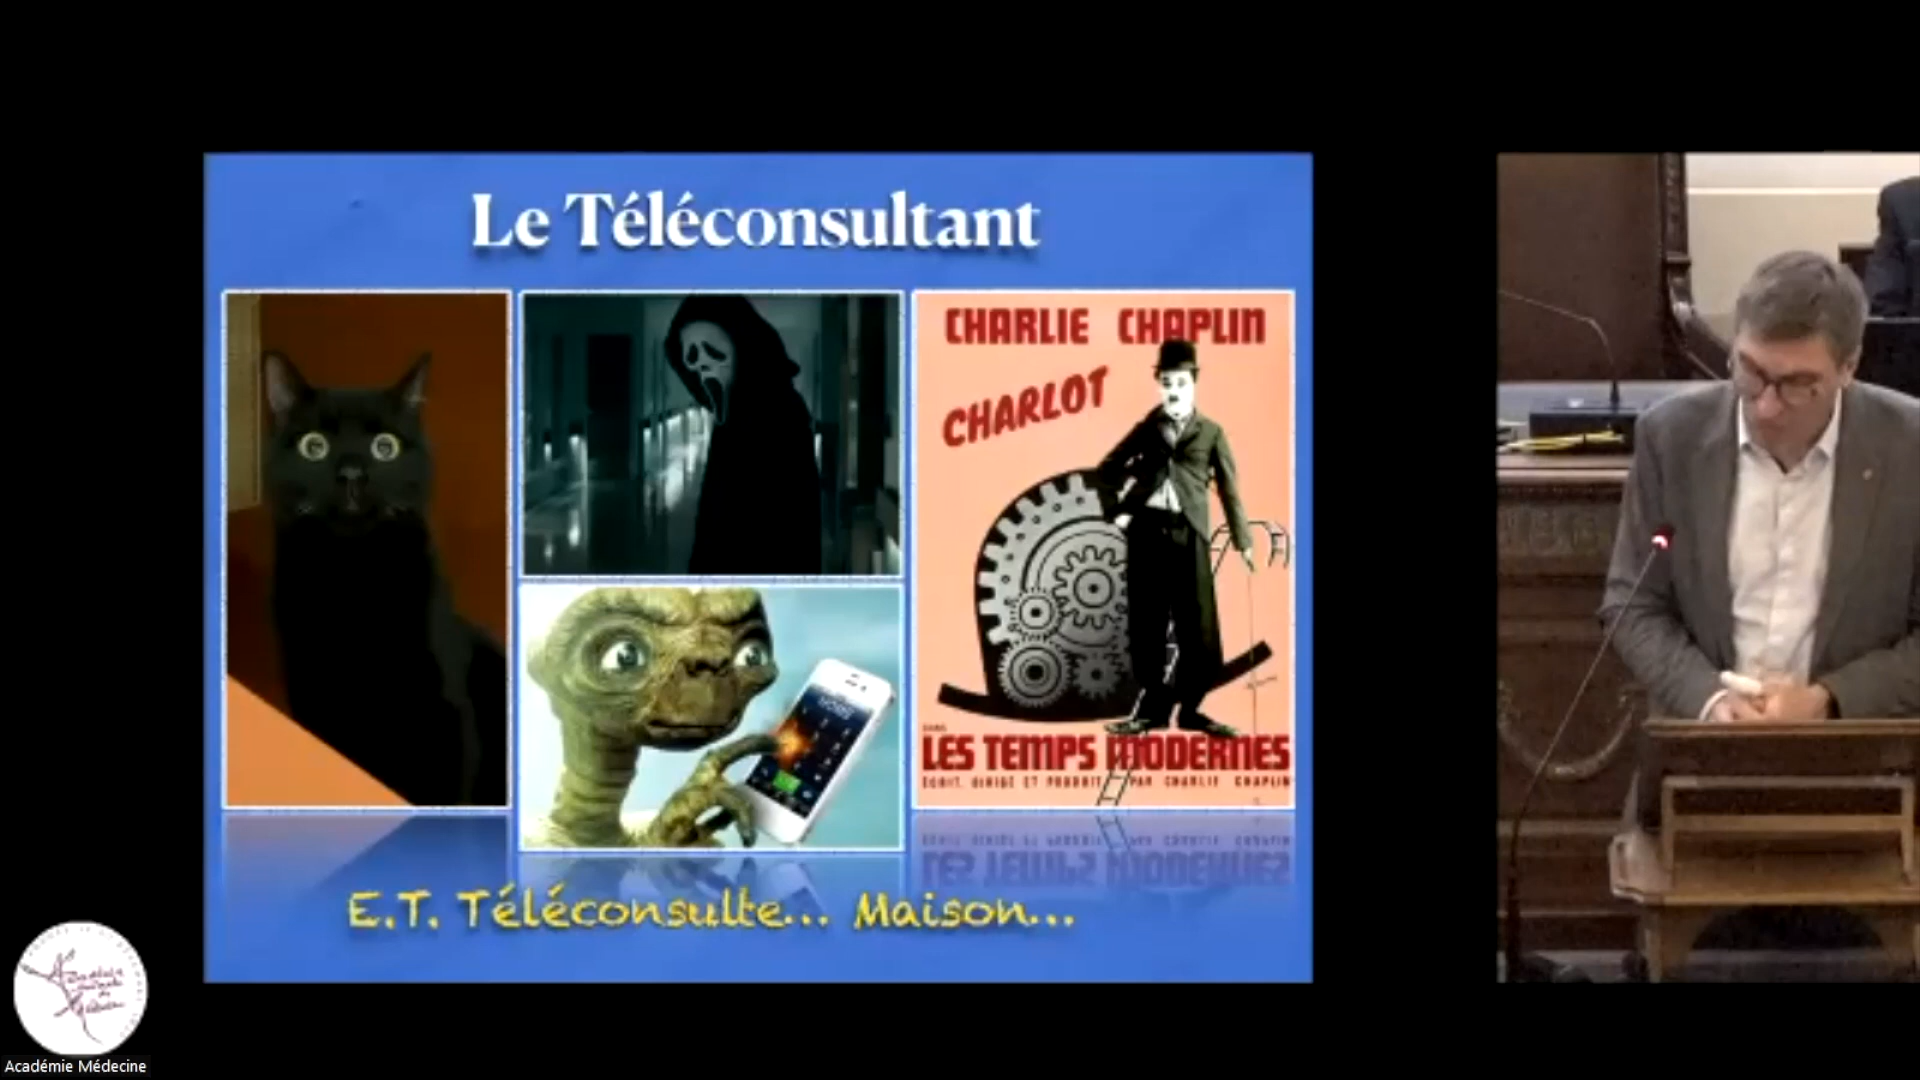 Le Téléconsultant
CHARLIE CHAPLIN
CHARLOT
DANS
LES TEMPS MODERNES
ÉCRIT, DIRIGÉ ET PRODUIT PAR CHARLIE CHAPLIN
E.T. Téléconsulte... Maison...
Académie Médecine